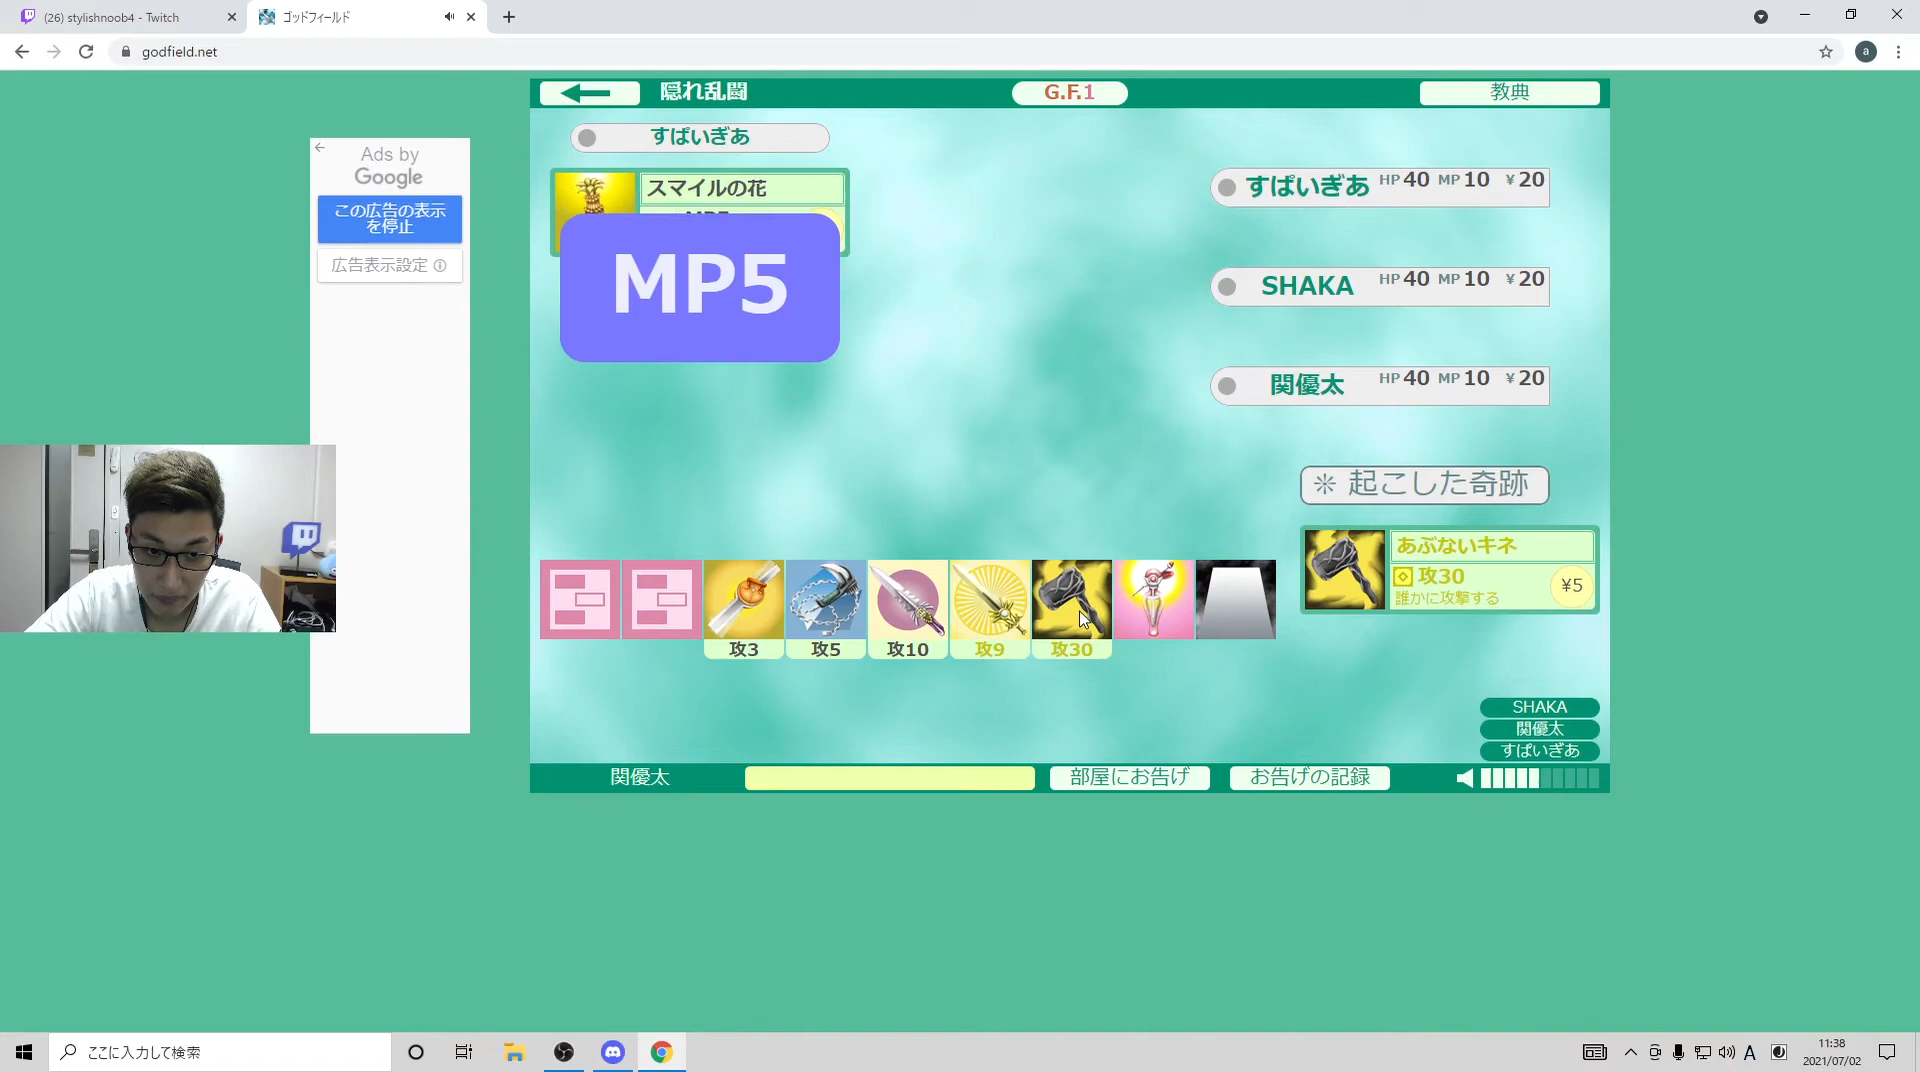 (26) stylishnoob4 - Twitch
ゴッドフィールド
godfield.net
a
隠れ乱闘
G.F.1
教典
すぱいぎあ
スマイルの花
MP5
Ads by
Google
この広告の表示
を停止
広告表示設定
すぱいぎあ HP 40 MP 10 ¥ 20
SHAKA HP 40 MP 10 ¥ 20
関優太 HP 40 MP 10 ¥ 20
起こした奇跡
あぶないキネ
攻30
誰かに攻撃する
¥5
攻3 攻5 攻10 攻9 攻30
SHAKA
関優太
すぱいぎあ
関優太 部屋にお告げ お告げの記録
ここに入力して検索
A
11:38
2021/07/02